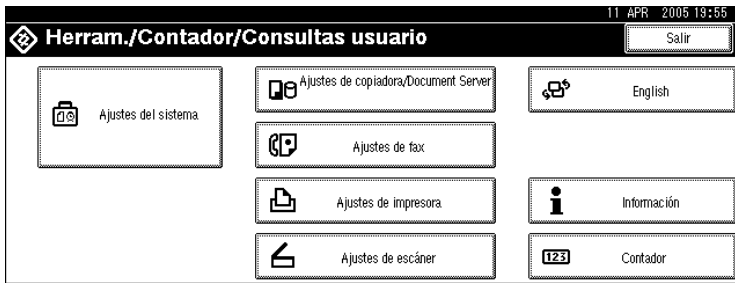 11 APR 2005 19:55
Herram./Contador/Consultas usuario
Salir
Ajustes del sistema
Ajustes de copiadora/Document Server
English
Ajustes de fax
Ajustes de impresora
Información
Ajustes de escáner
123
Contador